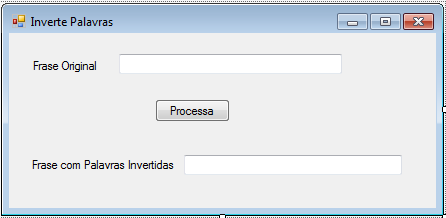 Inverte Palavras
Frase Original
Processa
Frase com Palavras Invertidas